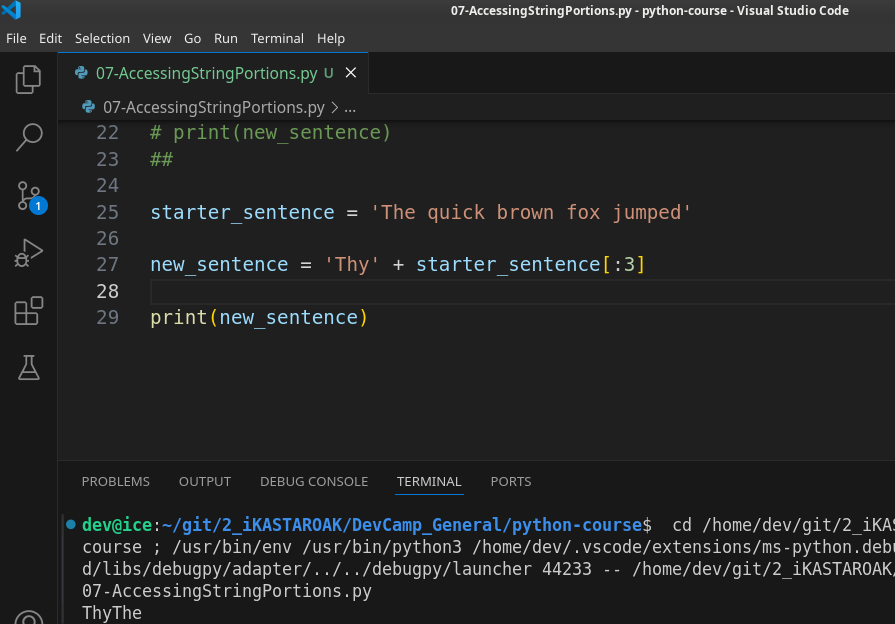 07-AccessingStringPortions.py - python-course - Visual Studio Code
File Edit Selection View Go Run Terminal Help
07-AccessingStringPortions.py U ×
07-AccessingStringPortions.py > ...
22 # print(new_sentence)
23 ##
24
25 starter_sentence = 'The quick brown fox jumped'
26
27 new_sentence = 'Thy' + starter_sentence[:3]
28
29 print(new_sentence)
1
PROBLEMS OUTPUT DEBUG CONSOLE TERMINAL PORTS
dev@ice:~/git/2_iKASTAROAK/DevCamp_General/python-course$ cd /home/dev/git/2_iKAS
course ; /usr/bin/env /usr/bin/python3 /home/dev/.vscode/extensions/ms-python.debu
d/libs/debugpy/adapter/../../debugpy/launcher 44233 -- /home/dev/git/2_iKASTAROAK/
07-AccessingStringPortions.py
ThyThe